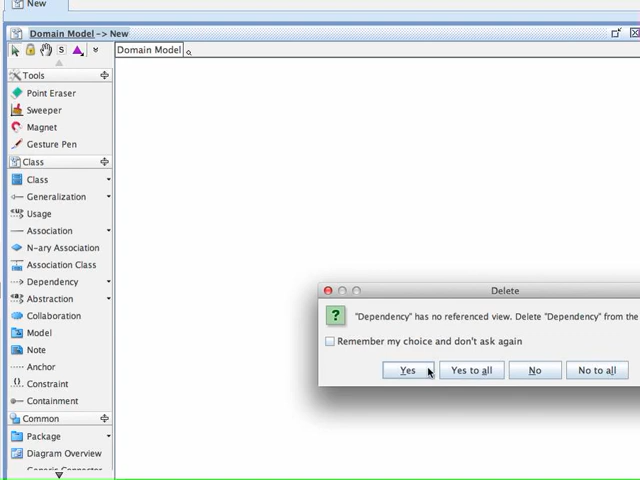 New
Domain Model -> New
S
Domain Model
Tools
Point Eraser
Sweeper
Magnet
Gesture Pen
Class
Class
Generalization
Usage
Association
N-ary Association
Association Class
Dependency
Abstraction
Collaboration
Model
Note
Anchor
Constraint
Containment
Common
Package
Diagram Overview
Generic Connector
Delete
?
"Dependency" has no referenced view. Delete "Dependency" from the
Remember my choice and don't ask again
Yes
Yes to all
No
No to all